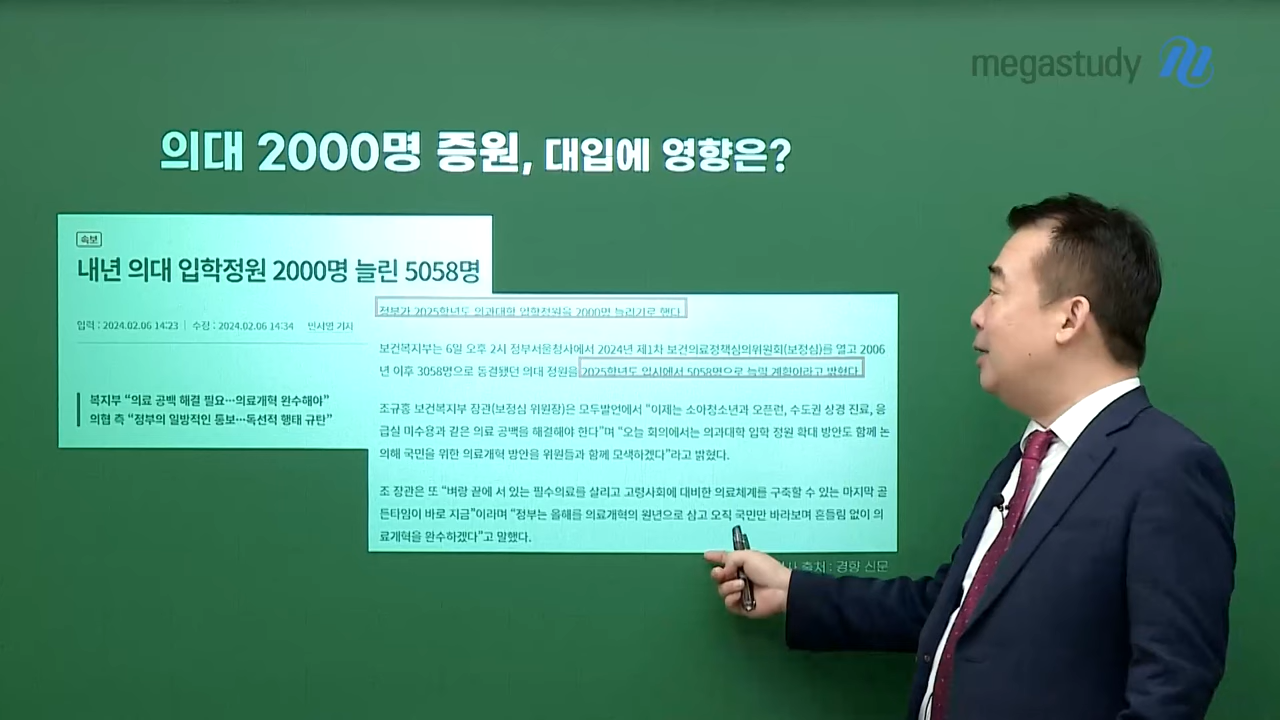 megastudy
의대 2000명 증원, 대입에 영향은?
속보
내년 의대 입학정원 2000명 늘린 5058명
입력 : 2024.02.06 14:23 | 수정 : 2024.02.06 14:34 민서영 기자
복지부 “의료 공백 해결 필요…의료개혁 완수해야”
의협 측 “정부의 일방적인 통보…독선적 행태 규탄”
정부가 2025학년도 의과대학 입학정원을 2000명 늘리기로 했다.
보건복지부는 6일 오후 2시 정부서울청사에서 2024년 제1차 보건의료정책심의위원회(보정심)를 열고 2006
년 이후 3058명으로 동결됐던 의대 정원을 2025학년도 입시에서 5058명으로 늘릴 계획이라고 밝혔다.
조규홍 보건복지부 장관(보정심 위원장)은 모두발언에서 “이제는 소아청소년과 오픈런, 수도권 상경 진료, 응
급실 미수용과 같은 의료 공백을 해결해야 한다”며 “오늘 회의에서는 의과대학 입학 정원 확대 방안도 함께 논
의해 국민을 위한 의료개혁 방안을 위원들과 함께 모색하겠다”라고 밝혔다.
조 장관은 또 “벼랑 끝에 서 있는 필수의료를 살리고 고령사회에 대비한 의료체계를 구축할 수 있는 마지막 골
든타임이 바로 지금”이라며 “정부는 올해를 의료개혁의 원년으로 삼고 오직 국민만 바라보며 흔들림 없이 의
료개혁을 완수하겠다”고 말했다.
출처 : 경향 신문